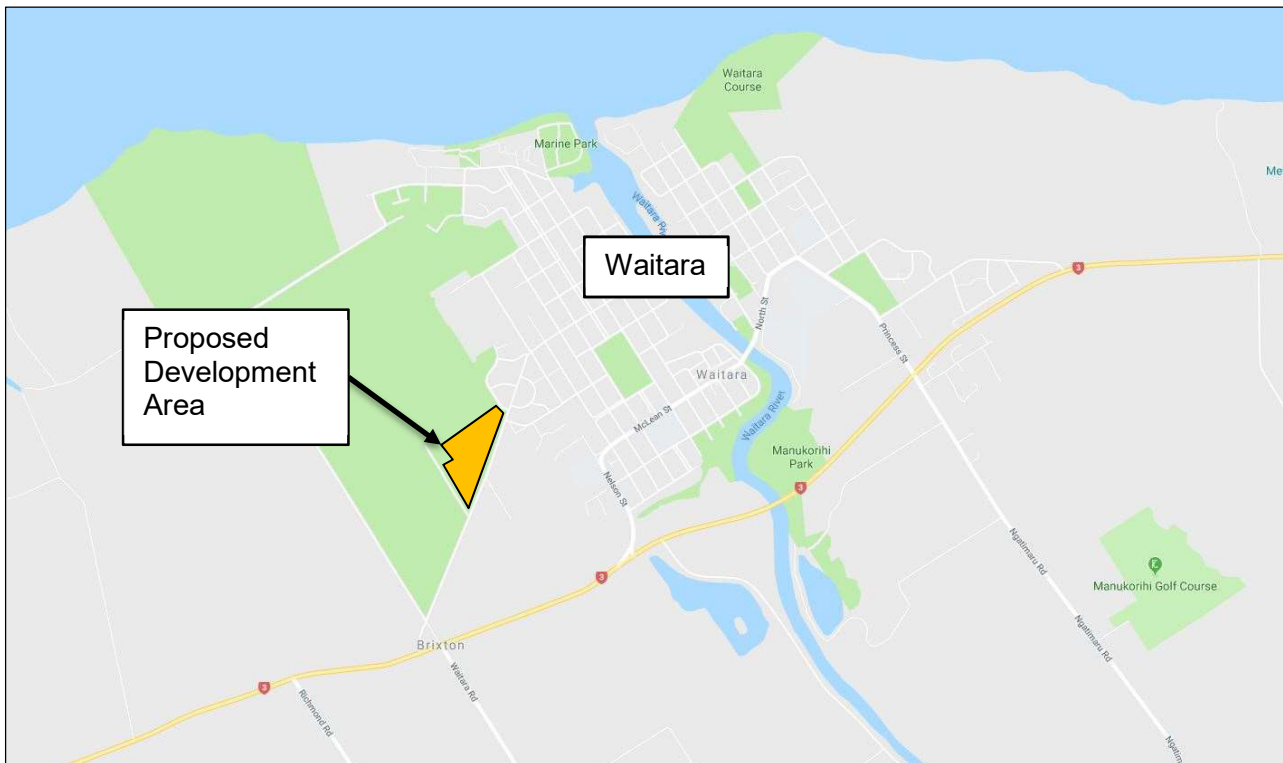 Waitara
Course
Marine Park
Me
Waitara River
Waitara
3
North St
Proposed
Development
Area
Princess St
Waitara
McLean St
Waitara River
Manukorihi
Park
3
Nelson St
Ngatimaru Rd
Manukorihi Golf Course
3
Brixton
Ngatimaru Rd
Waitara Rd
3
Richmond Rd
Ngatim